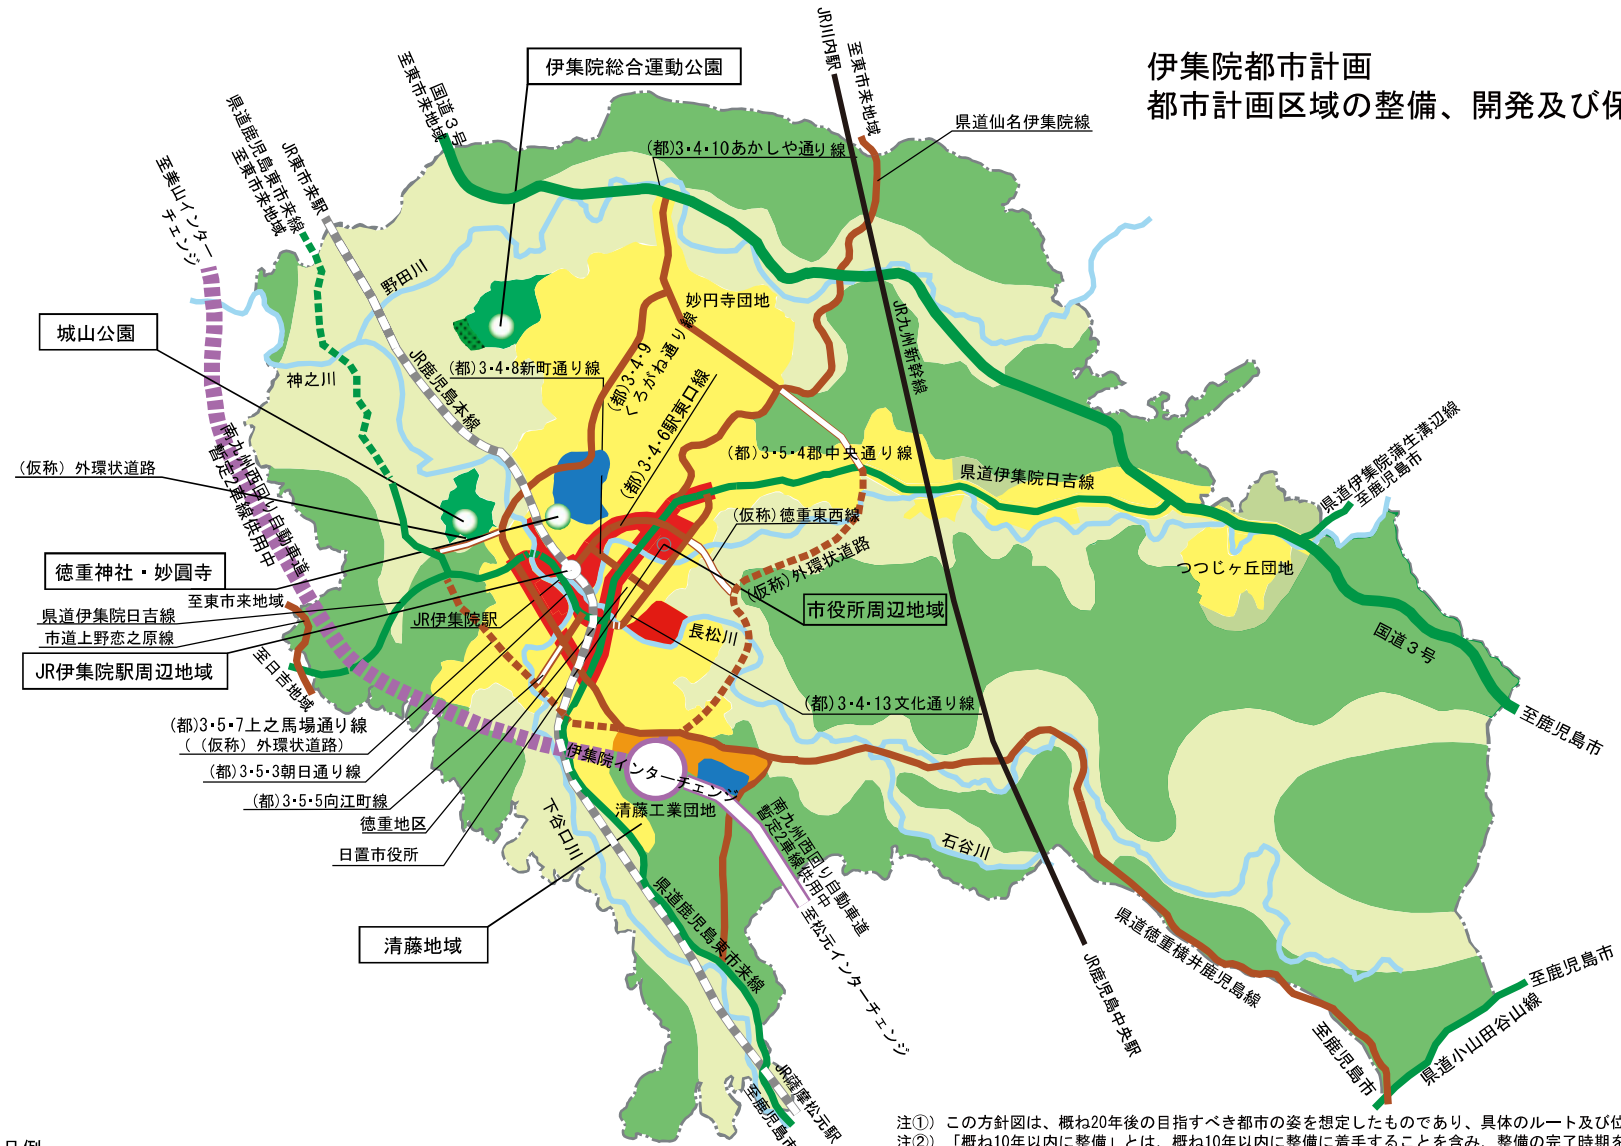 伊集院都市計画
都市計画区域の整備、開発及び保
伊集院総合運動公園
国道３号
至東市来地域
JR川内駅
至東市来地域
県道仙名伊集院線
(都)3・4・10あかしや通り線
県道鹿児島東市来線
至東市来地域
JR東市来駅
至美山インター
チェンジ
野田川
妙円寺団地
JR九州新幹線
城山公園
神之川
JR鹿児島本線
(都)3・4・8新町通り線
(都)3・4・9
くろがね通り線
(都)3・4・6駅東口線
(都)3・5・4郡中央通り線
県道伊集院日吉線
県道伊集院蒲生溝辺線
至鹿児島市
(仮称) 外環状道路
南九州西回り自動車道
暫定2車線供用中
(仮称)徳重東西線
(仮称)外環状道路
つつじヶ丘団地
徳重神社・妙圓寺
至東市来地域
県道伊集院日吉線
市道上野恋之原線
JR伊集院駅
市役所周辺地域
長松川
国道３号
JR伊集院駅周辺地域
至日吉地域
(都)3・4・13文化通り線
(都)3・5・7上之馬場通り線
(（仮称）外環状道路)
至鹿児島市
(都)3・5・3朝日通り線
伊集院インターチェンジ
(都)3・5・5向江町線
清藤工業団地
徳重地区
下谷口川
日置市役所
南九州西回り自動車道
暫定2車線供用中
石谷川
清藤地域
県道鹿児島東市来線
至松元インターチェンジ
県道徳重横井鹿児島線
JR鹿児島中央駅
至鹿児島市
県道小山田谷山線
至鹿児島市
JR薩摩松元駅
至鹿児島市
注①） この方針図は、概ね20年後の目指すべき都市の姿を想定したものであり、具体のルート及び位
注②） 「概ね10年以内に整備」とは、概ね10年以内に整備に着手することを含み、整備の完了時期を